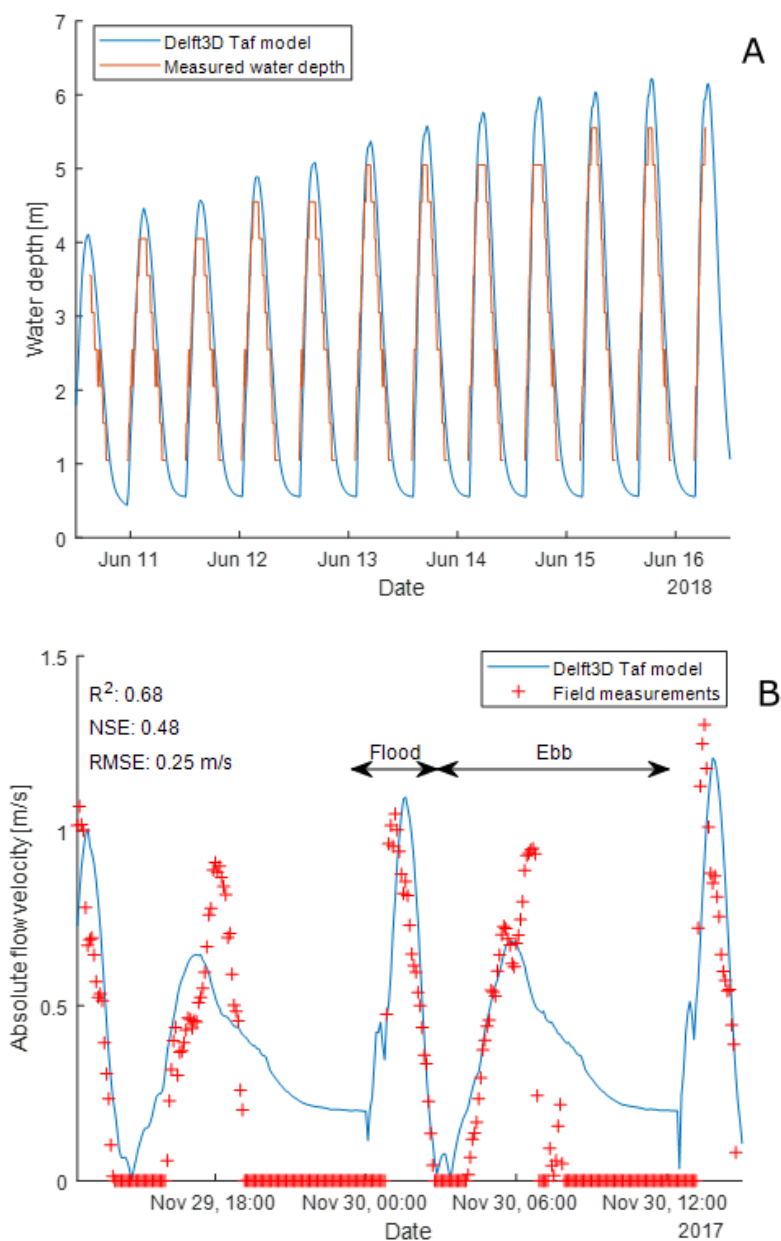 A
Delft3D Taf model
Measured water depth
Water depth [m]
7
6
5
4
3
2
1
0
Jun 11 Jun 12 Jun 13 Jun 14 Jun 15 Jun 16
Date
2018
B
Delft3D Taf model
Field measurements
R²: 0.68
NSE: 0.48
RMSE: 0.25 m/s
Flood Ebb
Absolute flow velocity [m/s]
1.5
1
0.5
0
Nov 29, 18:00 Nov 30, 00:00 Nov 30, 06:00 Nov 30, 12:00
Date
2017